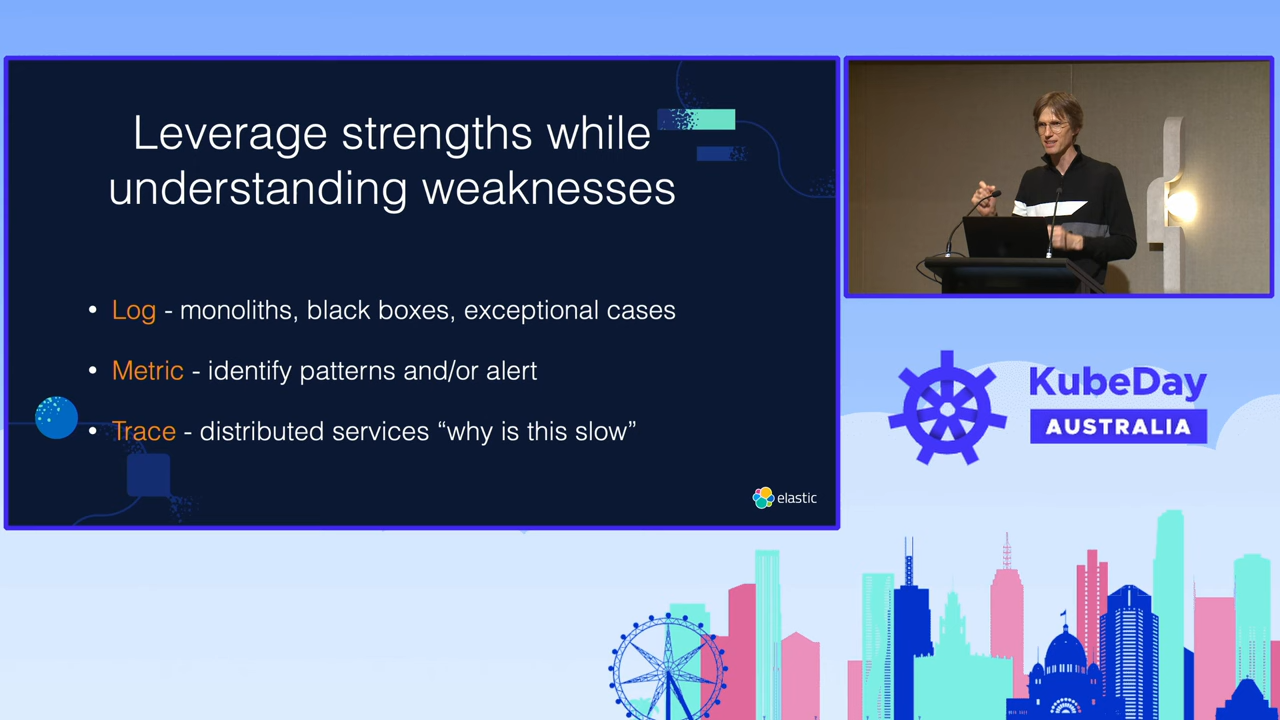 Leverage strengths while
understanding weaknesses
• Log - monoliths, black boxes, exceptional cases
• Metric - identify patterns and/or alert
• Trace - distributed services “why is this slow”
elastic
KubeDay
AUSTRALIA